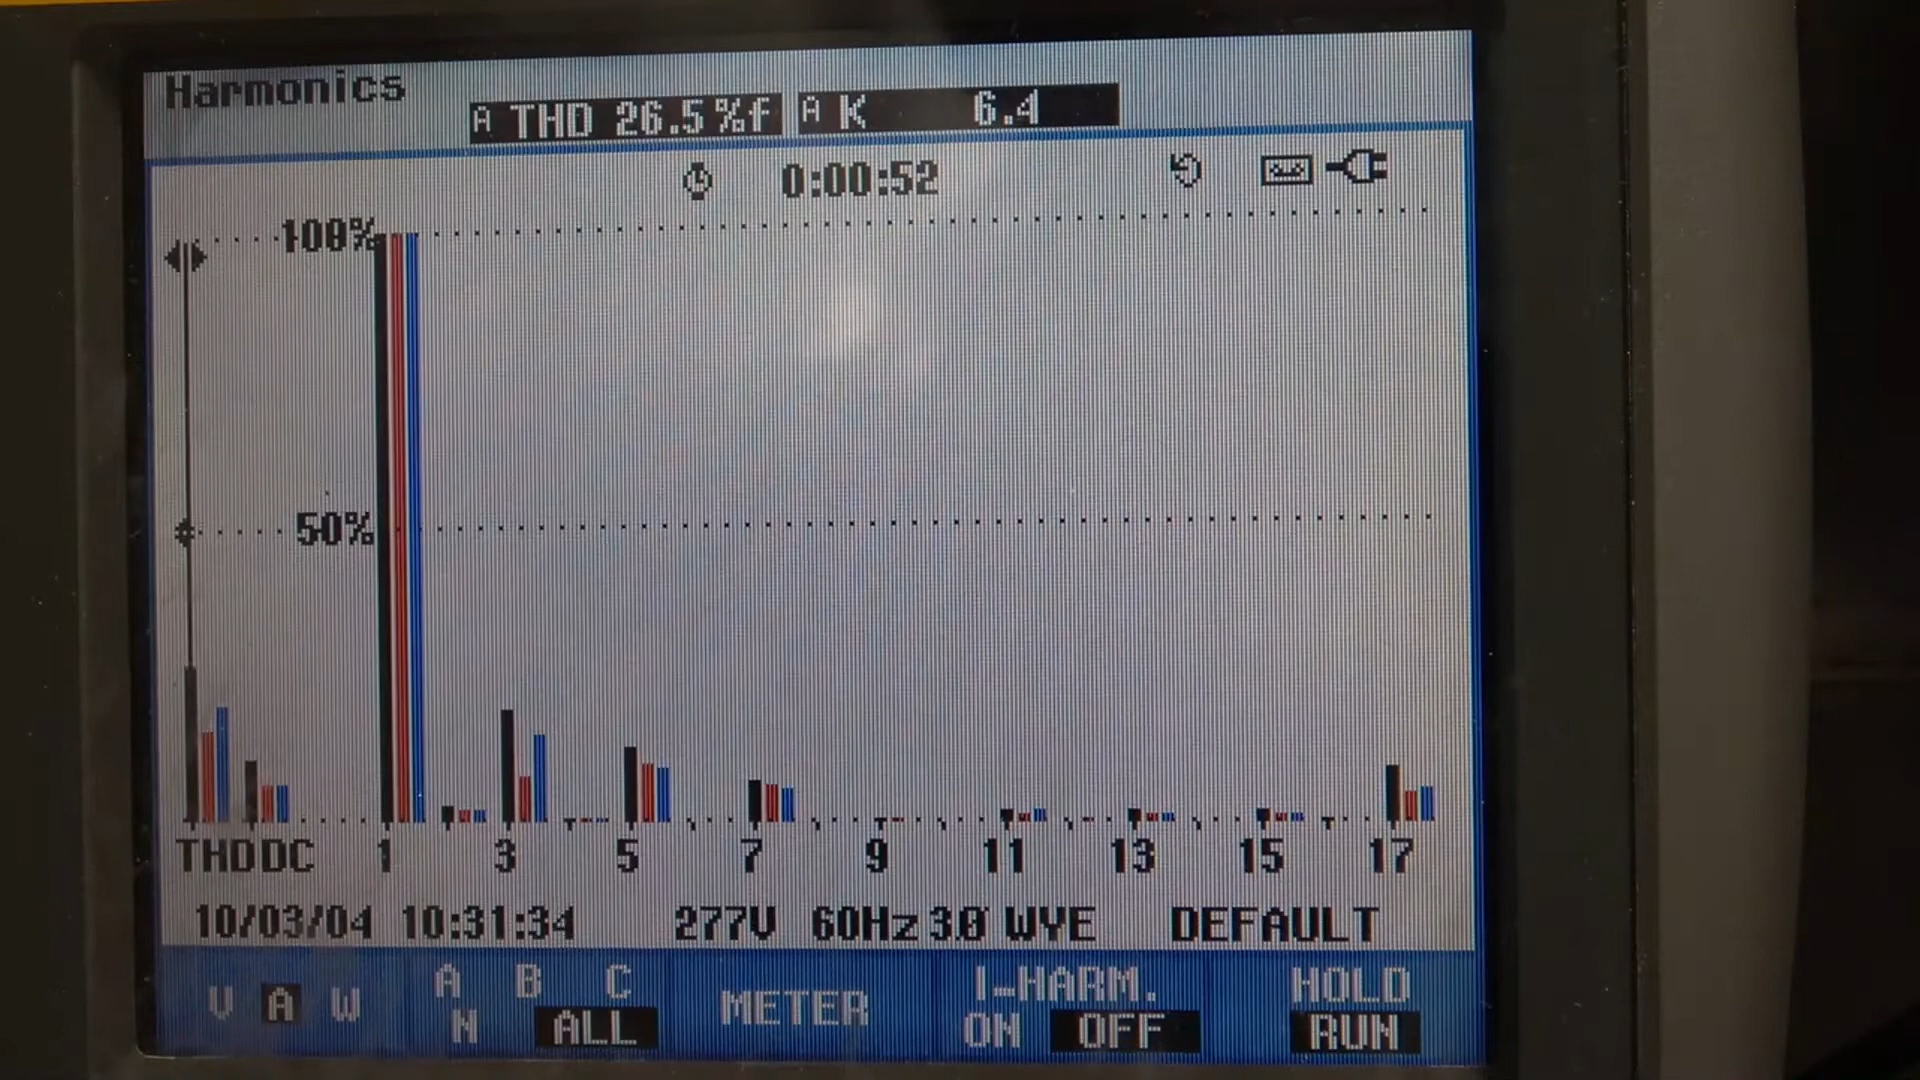 Harmonics
A THD 26.5%f A K 6.4
0:00:52
100%
50%
THD DC 1 3 5 7 9 11 13 15 17
10/03/04 10:31:34 277V 60Hz 3Ø WYE DEFAULT
V A W A B C N ALL METER I-HARM. ON OFF HOLD RUN